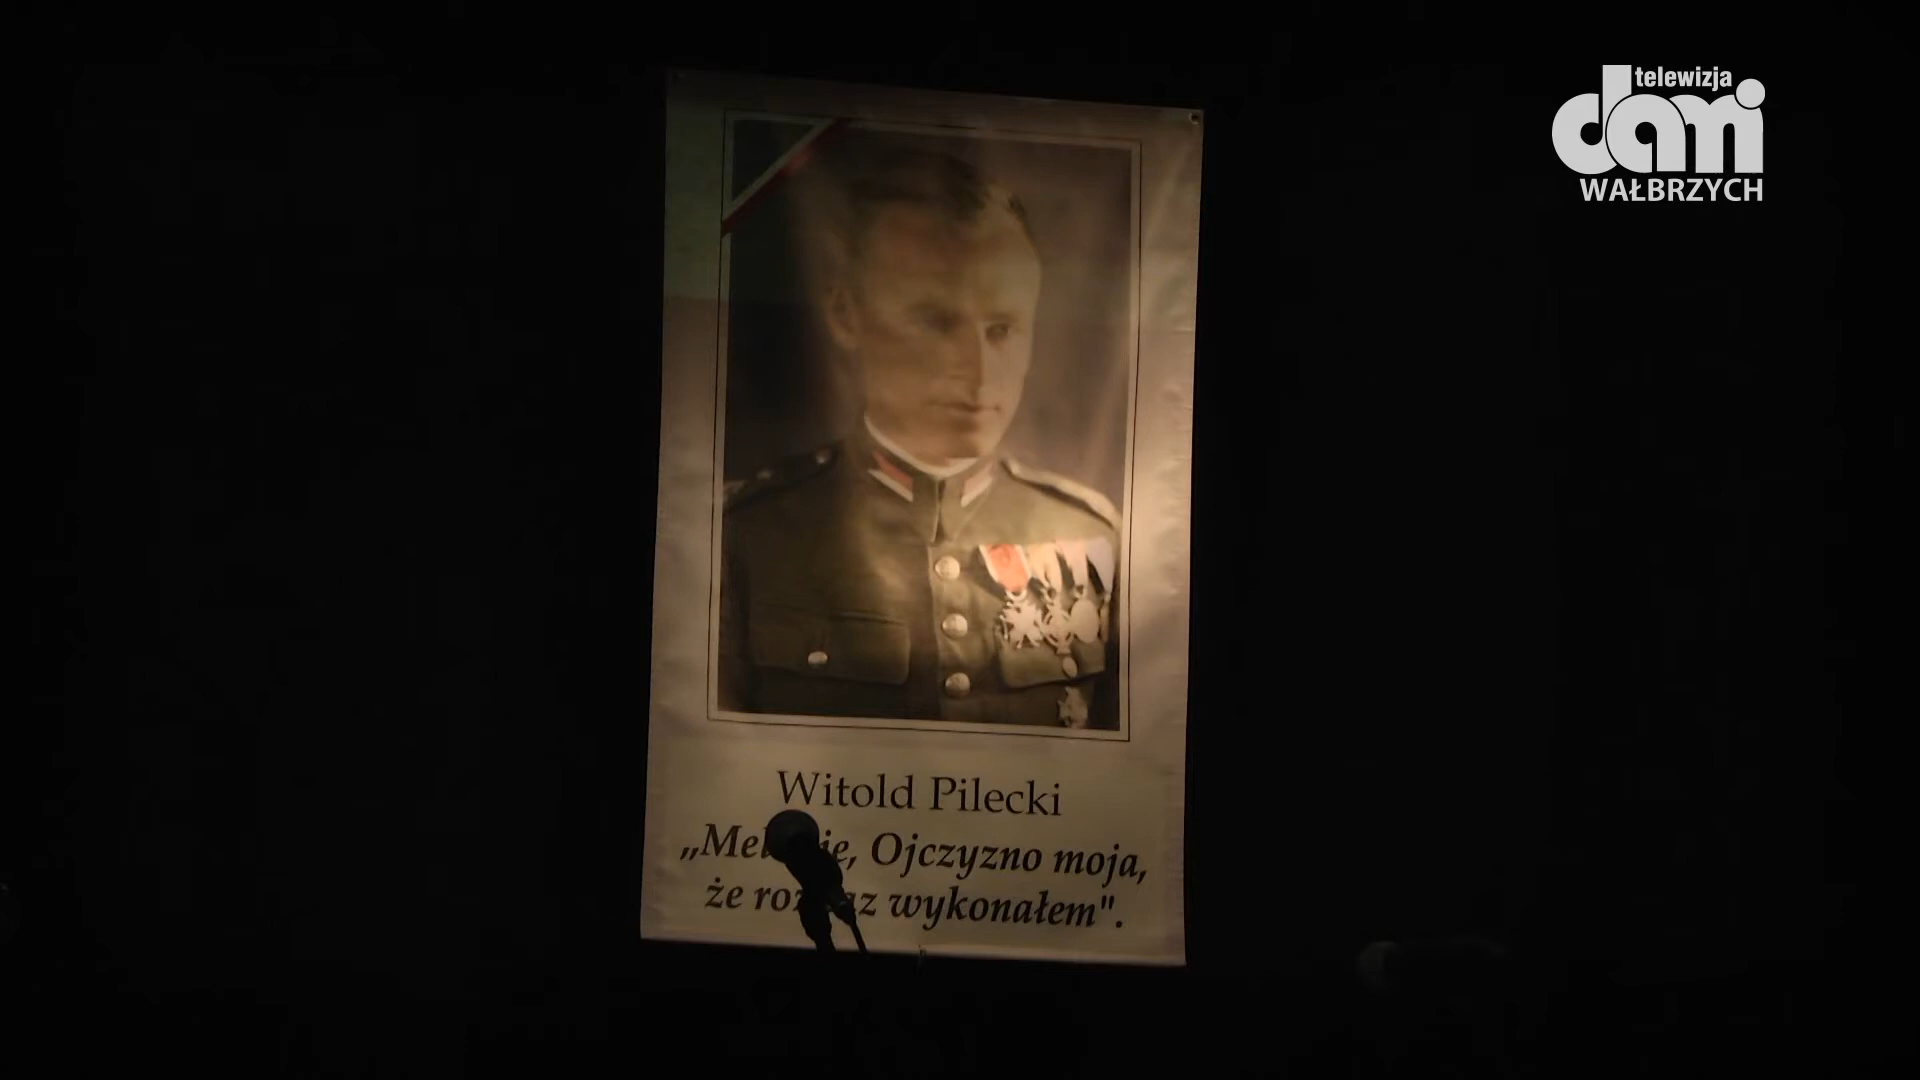 telewizja
dami
WAŁBRZYCH
Witold Pilecki
Ojczyzno moja,
że wykonałem".